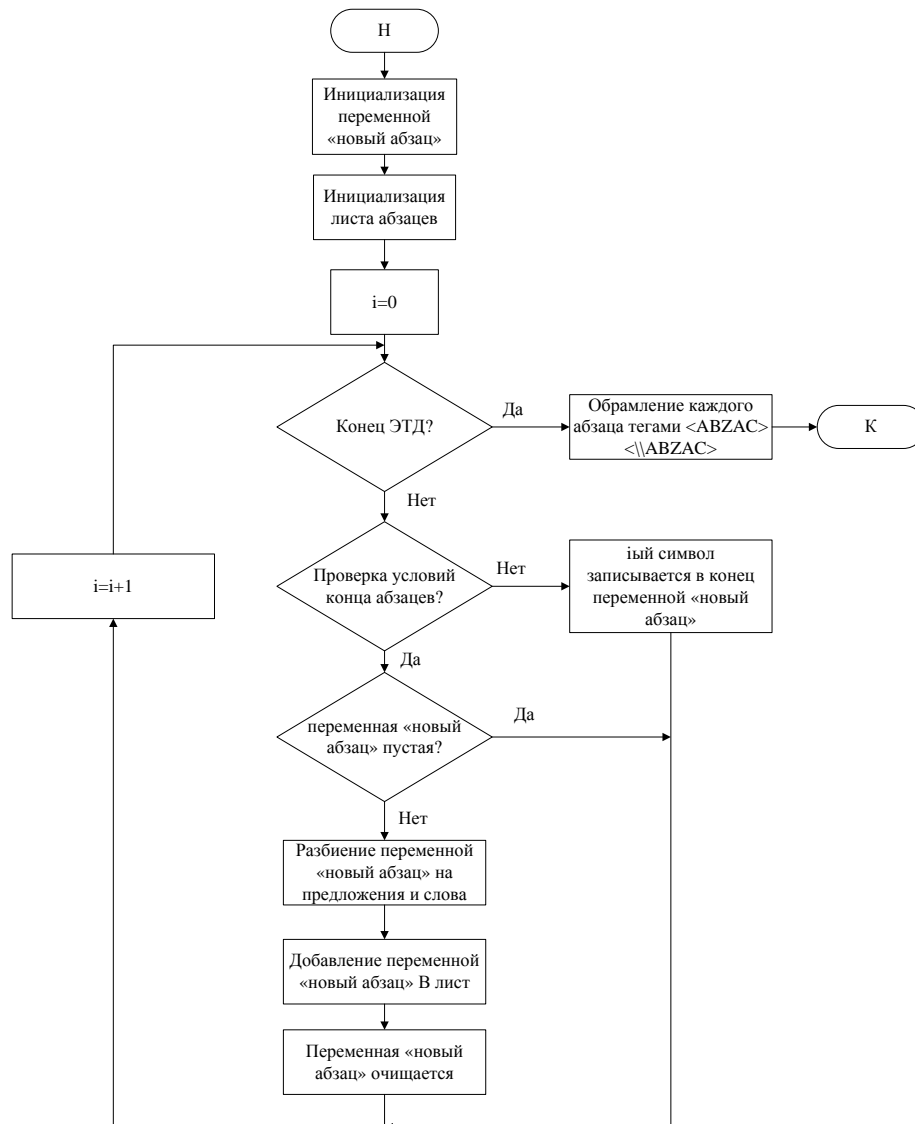 Н
Инициализация
переменной
«новый абзац»
Инициализация
листа абзацев
i=0
Конец ЭТД?
Да
Обрамление каждого
абзаца тегами <ABZAC>
<\\ABZAC>
К
Нет
i=i+1
Проверка условий
конца абзацев?
Нет
iый символ
записывается в конец
переменной «новый
абзац»
Да
переменная «новый
абзац» пустая?
Да
Нет
Разбиение переменной
«новый абзац» на
предложения и слова
Добавление переменной
«новый абзац» В лист
Переменная «новый
абзац» очищается